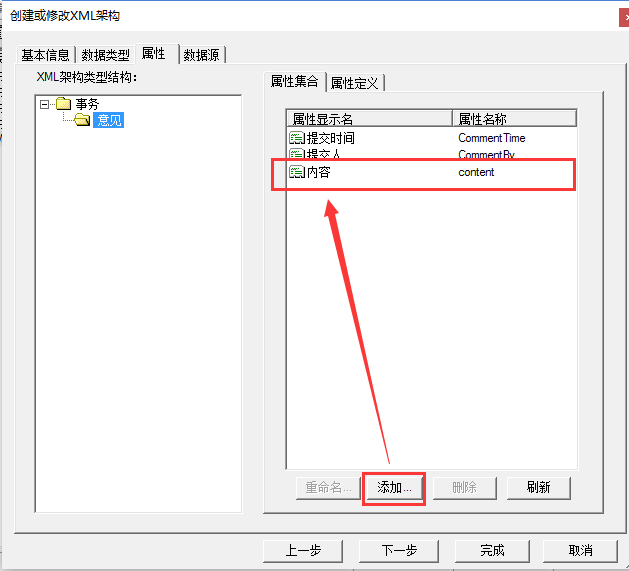 创建或修改XML架构
基本信息 数据类型 属性 数据源
XML架构类型结构:
事务
意见
属性集合 属性定义
属性显示名 属性名称
提交时间 CommentTime
提交人 CommentBy
内容 content
重命名... 添加... 删除 刷新
上一步 下一步 完成 取消